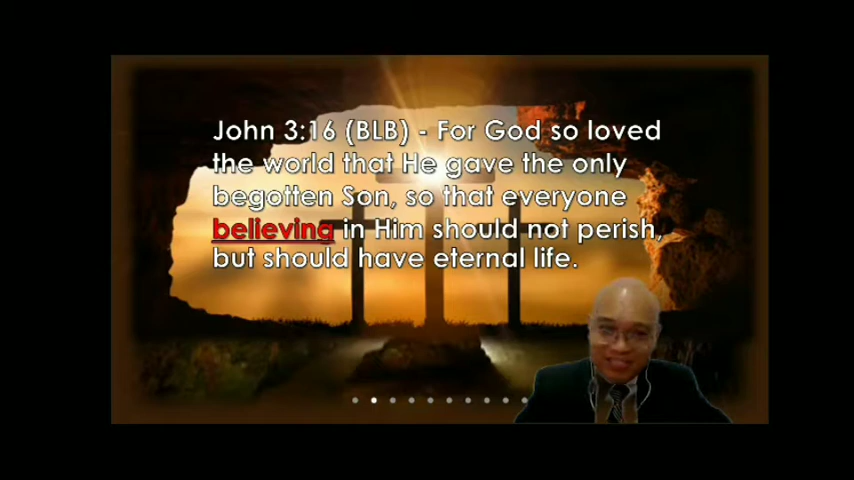 John 3:16 (BLB) - For God so loved
the world that He gave the only
begotten Son, so that everyone
believing in Him should not perish,
but should have eternal life.